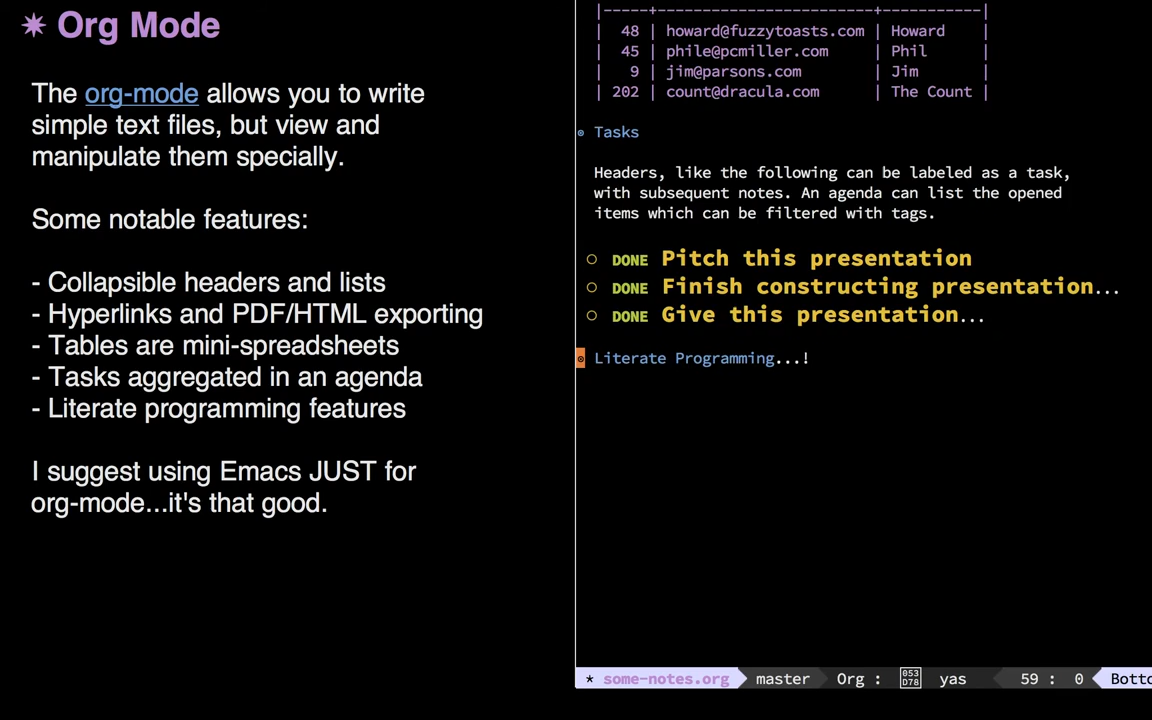 ✷ Org Mode
The org-mode allows you to write
simple text files, but view and
manipulate them specially.
Some notable features:
- Collapsible headers and lists
- Hyperlinks and PDF/HTML exporting
- Tables are mini-spreadsheets
- Tasks aggregated in an agenda
- Literate programming features
I suggest using Emacs JUST for
org-mode...it's that good.
|-----+------------------------+-----------|
| 48 | howard@fuzzytoasts.com | Howard |
| 45 | phile@pcmiller.com | Phil |
| 9 | jim@parsons.com | Jim |
| 202 | count@dracula.com | The Count |
Tasks
Headers, like the following can be labeled as a task,
with subsequent notes. An agenda can list the opened
items which can be filtered with tags.
○ DONE Pitch this presentation
○ DONE Finish constructing presentation...
○ DONE Give this presentation...
Literate Programming...!
* some-notes.org master Org : 053 D78 yas 59 : 0 Botto